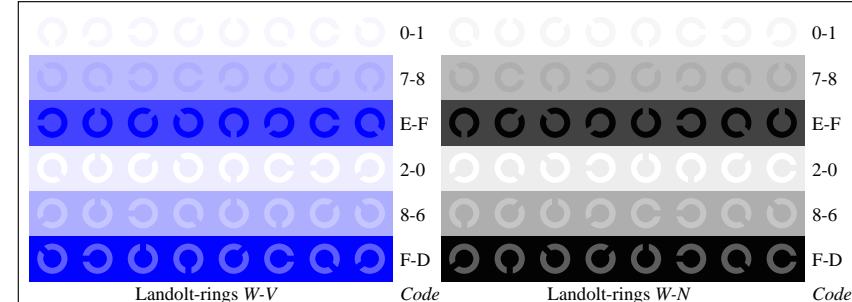 0-1 0-1
7-8 7-8
E-F E-F
2-0 2-0
8-6 8-6
F-D F-D
Landolt-rings W-V Code Landolt-rings W-N Code